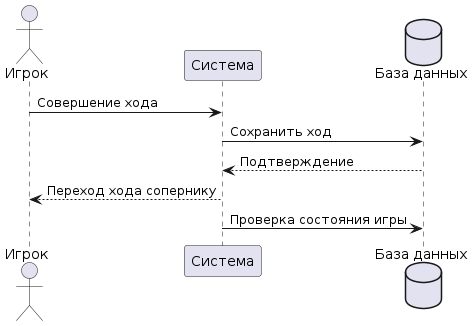 Игрок
Система
База данных
Совершение хода
Сохранить ход
Подтверждение
Переход хода сопернику
Проверка состояния игры
Игрок
Система
База данных